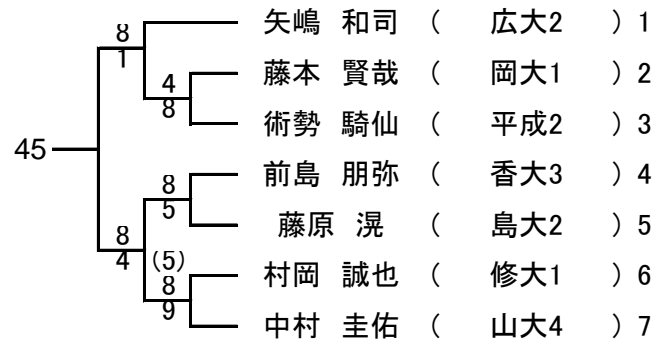 8 矢嶋 和司 ( 広大2 ) 1
1
4 藤本 賢哉 ( 岡大1 ) 2
8 術勢 騎仙 ( 平成2 ) 3
45
8 前島 朋弥 ( 香大3 ) 4
5 藤原 滉 ( 島大2 ) 5
8
4 (5)
8 村岡 誠也 ( 修大1 ) 6
9 中村 圭佑 ( 山大4 ) 7